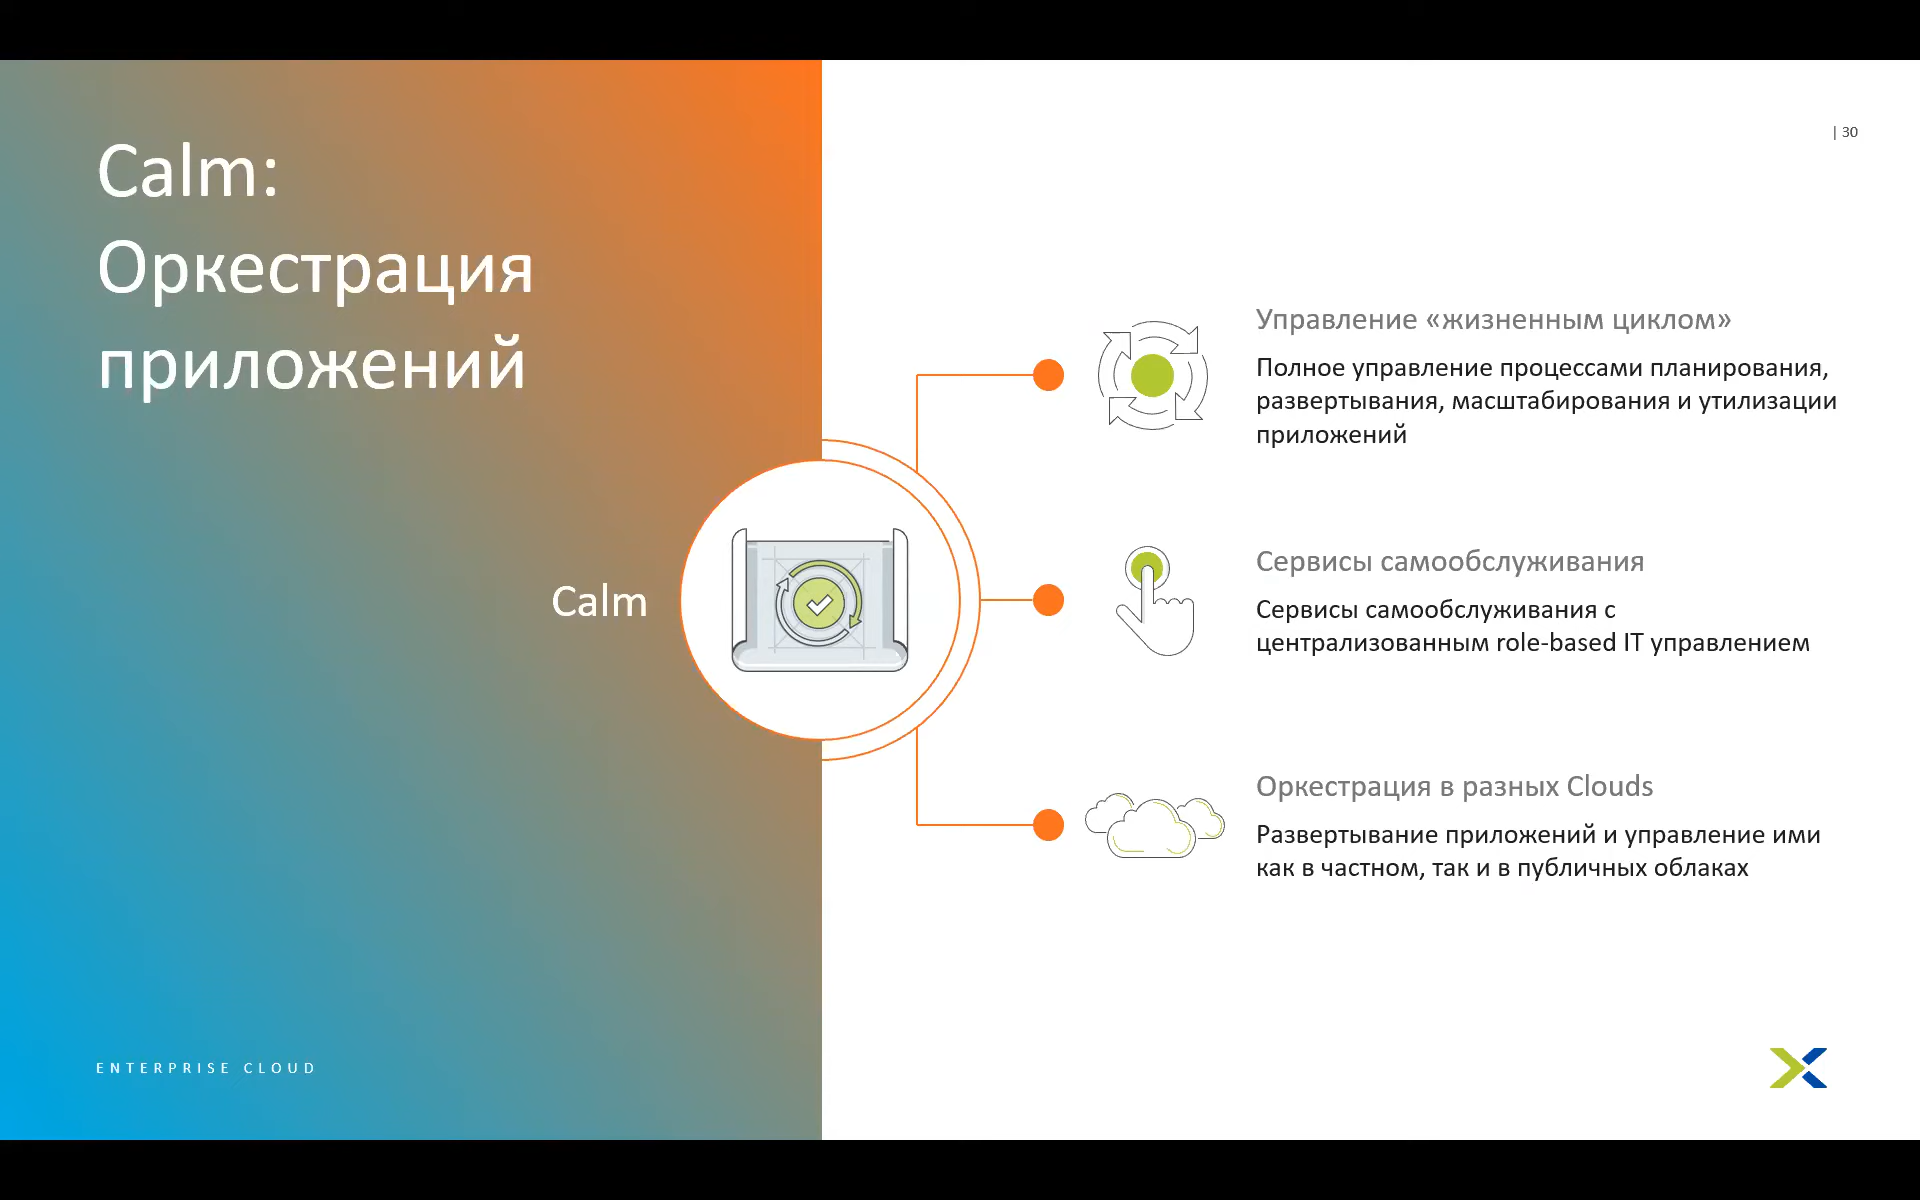 Calm:
Оркестрация
приложений
| 30
Calm
Управление «жизненным циклом»
Полное управление процессами планирования,
развертывания, масштабирования и утилизации
приложений
Сервисы самообслуживания
Сервисы самообслуживания с
централизованным role-based IT управлением
Оркестрация в разных Clouds
Развертывание приложений и управление ими
как в частном, так и в публичных облаках
ENTERPRISE CLOUD